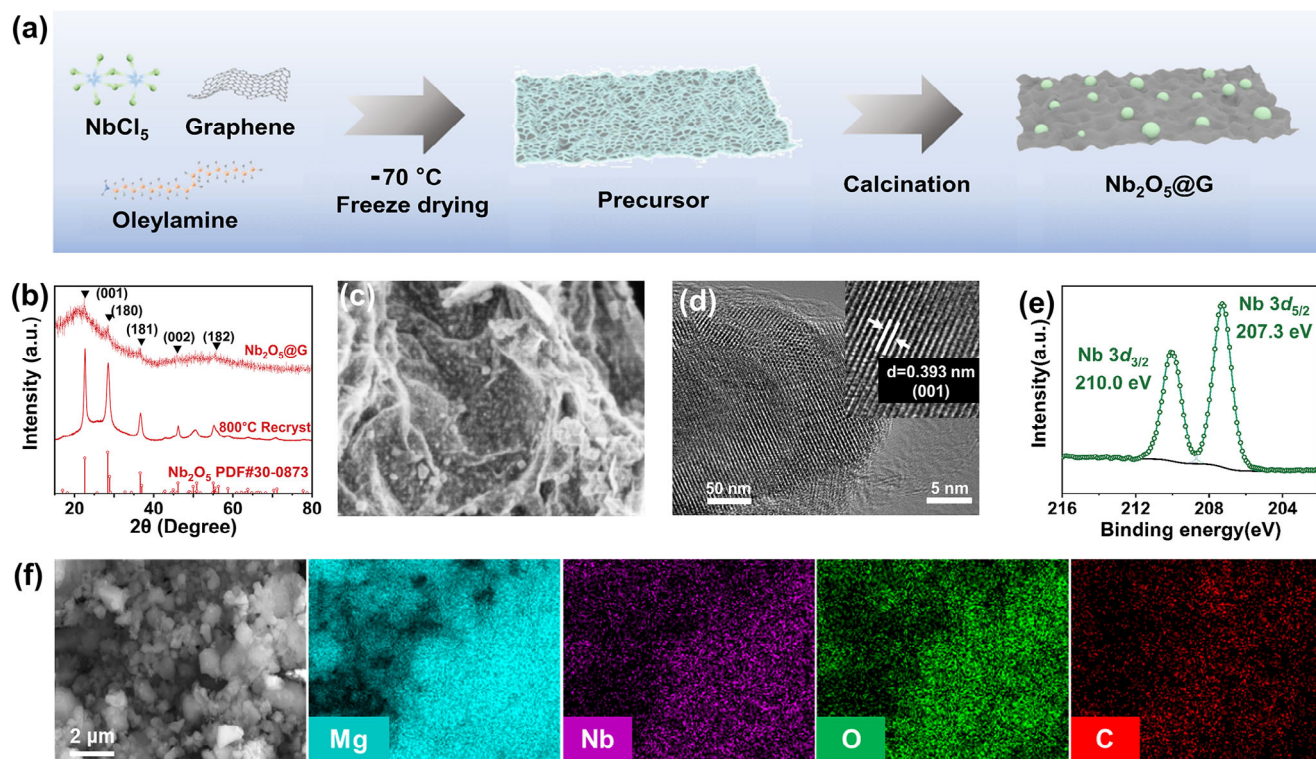 (a)
NbCl₅
Graphene
Oleylamine
-70 °C
Freeze drying
Precursor
Calcination
Nb₂O₅@G
(b)
(001)
(180)
(181)
(002)
(182)
Nb₂O₅@G
800°C Recryst
Nb₂O₅ PDF#30-0873
Intensity (a.u.)
20 40 60 80
2θ (Degree)
(c)
(d)
d=0.393 nm
(001)
50 nm
5 nm
(e)
Nb 3d₅/₂
207.3 eV
Nb 3d₃/₂
210.0 eV
Intensity(a.u.)
216 212 208 204
Binding energy(eV)
(f)
2 μm
Mg
Nb
O
C